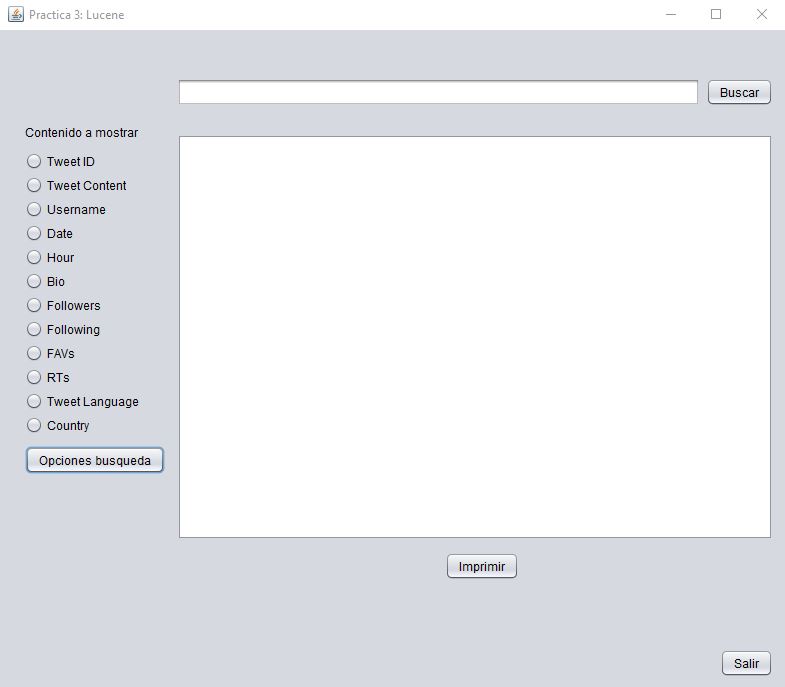 Practica 3: Lucene
Buscar
Contenido a mostrar
Tweet ID
Tweet Content
Username
Date
Hour
Bio
Followers
Following
FAVs
RTs
Tweet Language
Country
Opciones busqueda
Imprimir
Salir